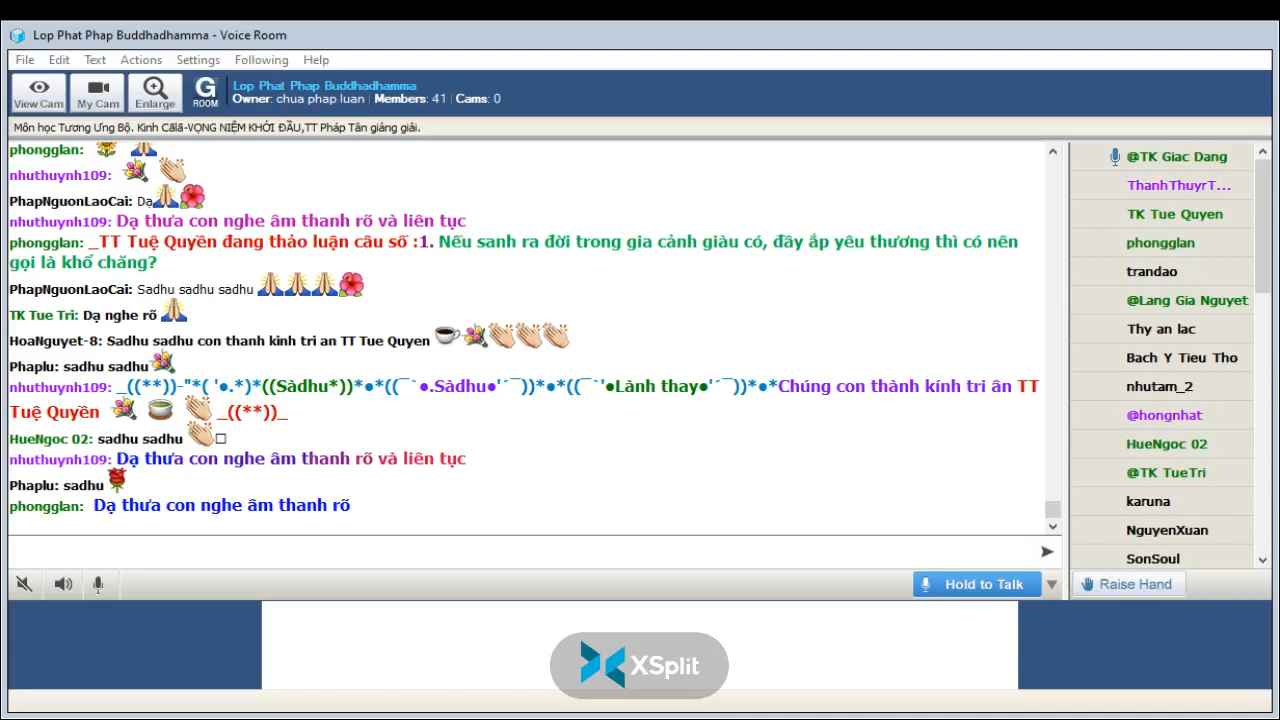 Lop Phat Phap Buddhadhamma - Voice Room
File Edit Text Actions Settings Following Help
View Cam My Cam Enlarge G ROOM
Lop Phat Phap Buddhadhamma
Owner: chua phap luan | Members: 41 | Cams: 0
Môn học Tương Ưng Bộ. Kinh Cālā-VỌNG NIỆM KHỞI ĐẦU,TT Pháp Tân giảng giải.
phongglan:
nhuthuynh109:
PhapNguonLaoCai: Dạ
nhuthuynh109: Dạ thưa con nghe âm thanh rõ và liên tục
phongglan: _TT Tuệ Quyền đang thảo luận câu số :1. Nếu sanh ra đời trong gia cảnh giàu có, đầy ắp yêu thương thì có nên
gọi là khổ chăng?
PhapNguonLaoCai: Sadhu sadhu sadhu
TK Tue Tri: Dạ nghe rõ
HoaNguyet-8: Sadhu sadhu con thanh kinh tri an TT Tue Quyen
Phaplu: sadhu sadhu
nhuthuynh109: _((**))-"*( '●.*)*((Sàdhu*))*●*((¯`●.Sàdhu●'´¯))*●*((¯`'●Lành thay●'´¯))*●*Chúng con thành kính tri ân TT
Tuệ Quyền _((**))_
HueNgoc 02: sadhu sadhu
nhuthuynh109: Dạ thưa con nghe âm thanh rõ và liên tục
Phaplu: sadhu
phongglan: Dạ thưa con nghe âm thanh rõ
Hold to Talk
@TK Giac Dang
ThanhThuyrT...
TK Tue Quyen
phongglan
trandao
@Lang Gia Nguyet
Thy an lac
Bach Y Tieu Tho
nhutam_2
@hongnhat
HueNgoc 02
@TK TueTri
karuna
NguyenXuan
SonSoul
Raise Hand
XSplit